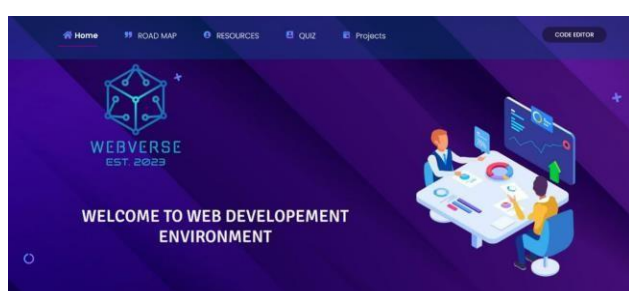 Home ROAD MAP RESOURCES QUIZ Projects CODE EDITOR
WEBVERSE
EST. 2023
WELCOME TO WEB DEVELOPEMENT
ENVIRONMENT